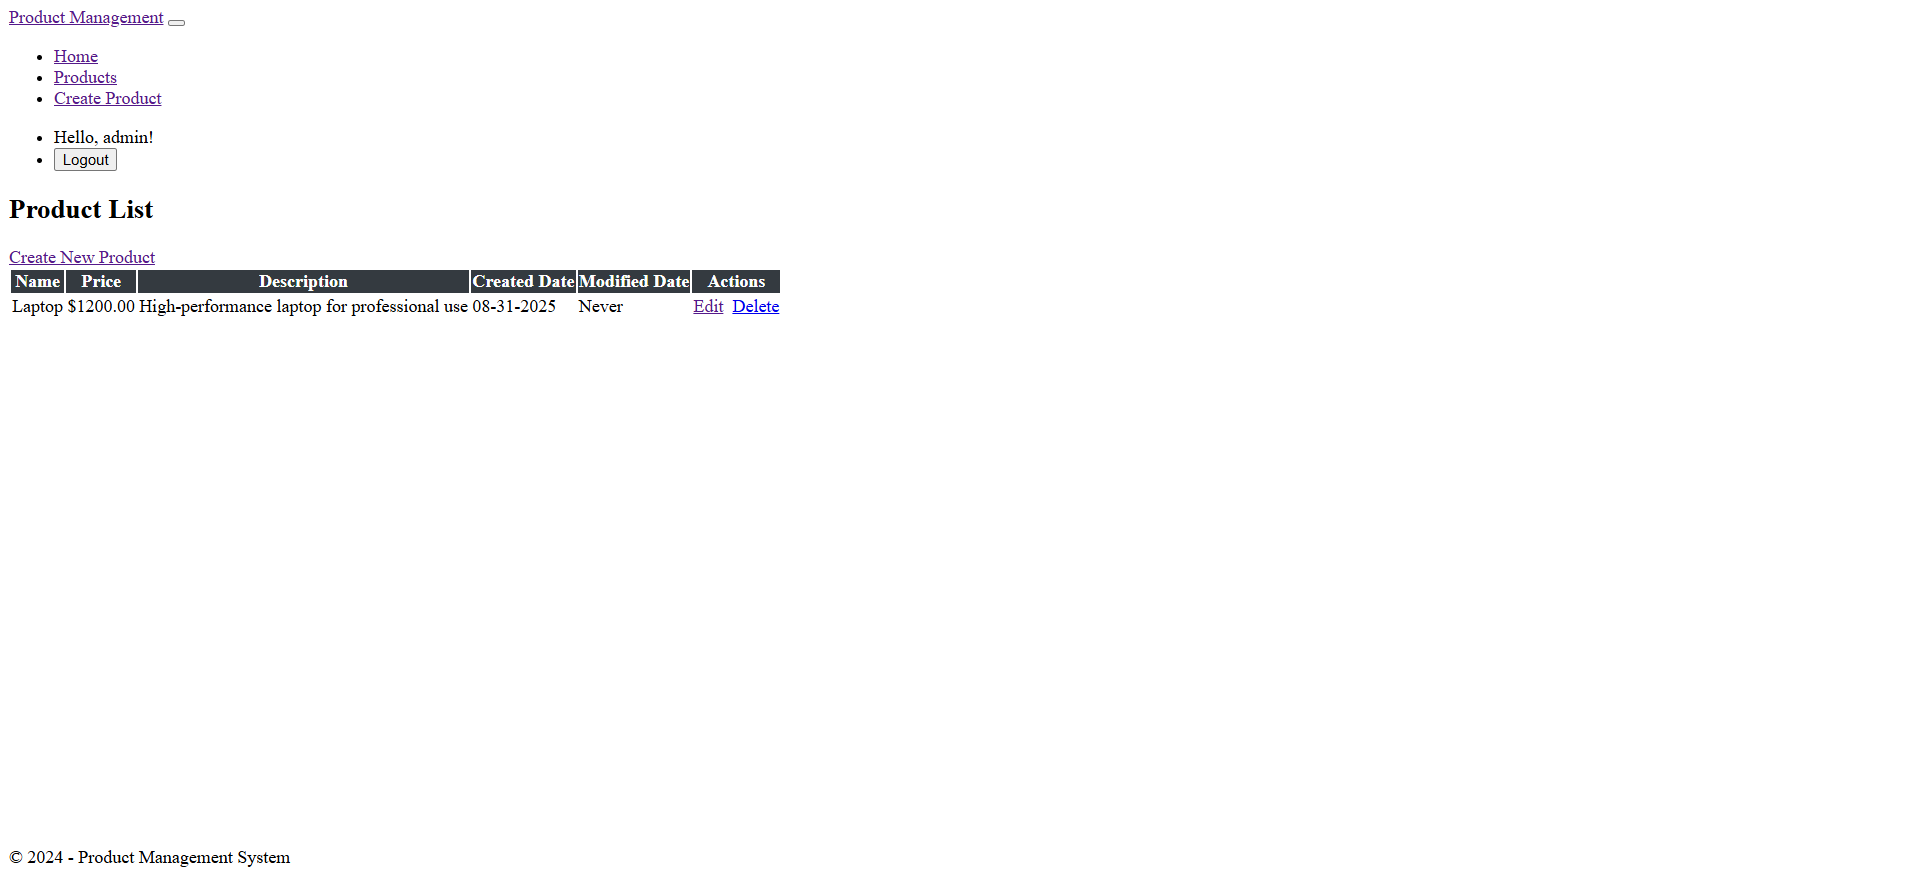 Product Management
Home
Products
Create Product
Hello, admin!
Logout
Product List
Create New Product
Name Price Description Created Date Modified Date Actions
Laptop $1200.00 High-performance laptop for professional use 08-31-2025 Never Edit Delete
© 2024 - Product Management System